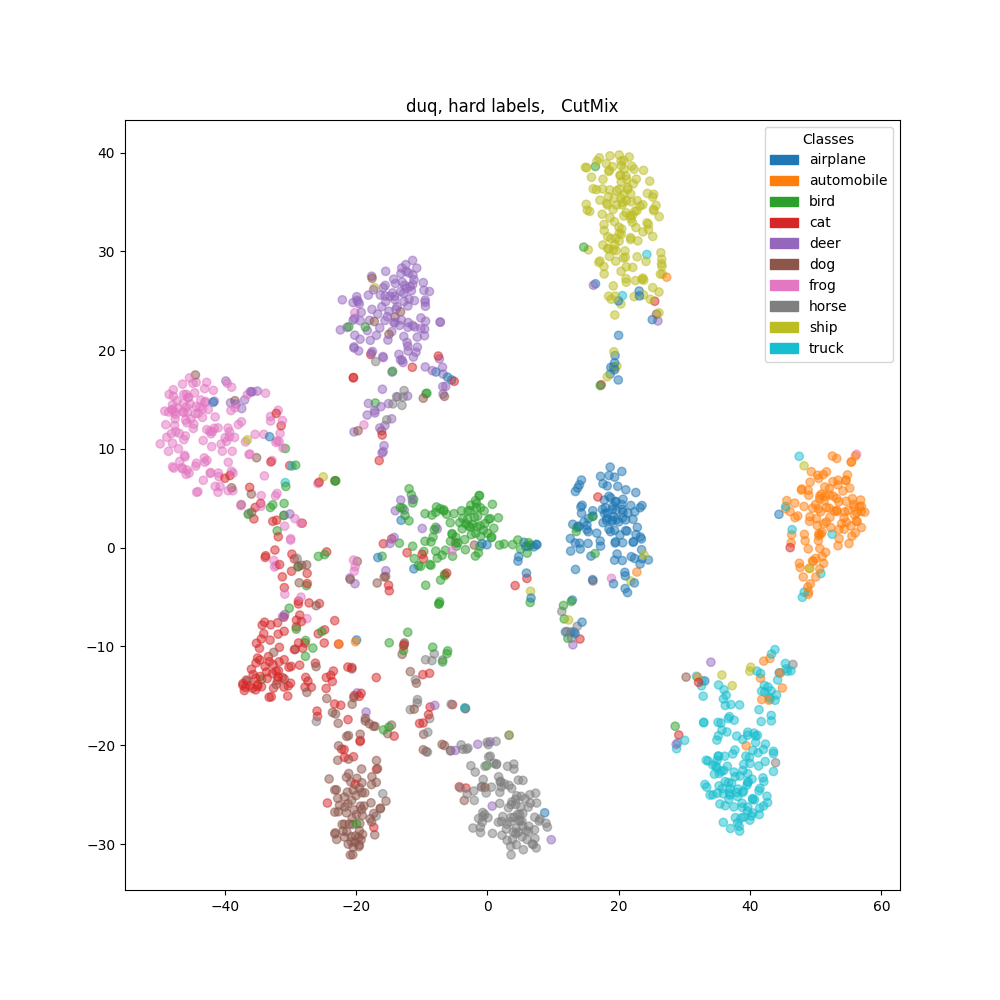 duq, hard labels,   CutMix
Classes
airplane
automobile
bird
cat
deer
dog
frog
horse
ship
truck
40
30
20
10
0
−10
−20
−30
−40 −20 0 20 40 60